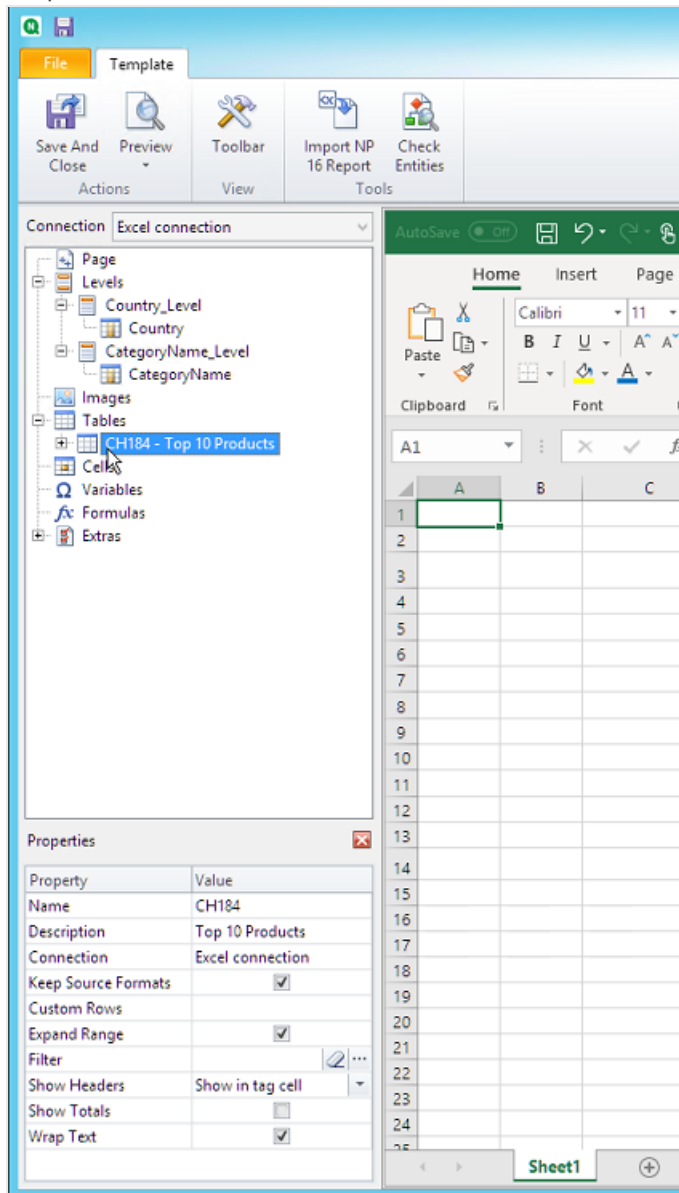 File Template
Save And Close
Preview
Toolbar
Import NP 16 Report
Check Entities
Actions View Tools
Connection Excel connection
Page
Levels
Country_Level
Country
CategoryName_Level
CategoryName
Images
Tables
CH184 - Top 10 Products
Cells
Variables
Formulas
Extras
Properties
Property Value
Name CH184
Description Top 10 Products
Connection Excel connection
Keep Source Formats
Custom Rows
Expand Range
Filter
Show Headers Show in tag cell
Show Totals
Wrap Text
AutoSave Off
Home Insert Page
Paste
Calibri 11
B I U A A
A
Clipboard Font
A1
A B C
1
2
3
4
5
6
7
8
9
10
11
12
13
14
15
16
17
18
19
20
21
22
23
24
Sheet1